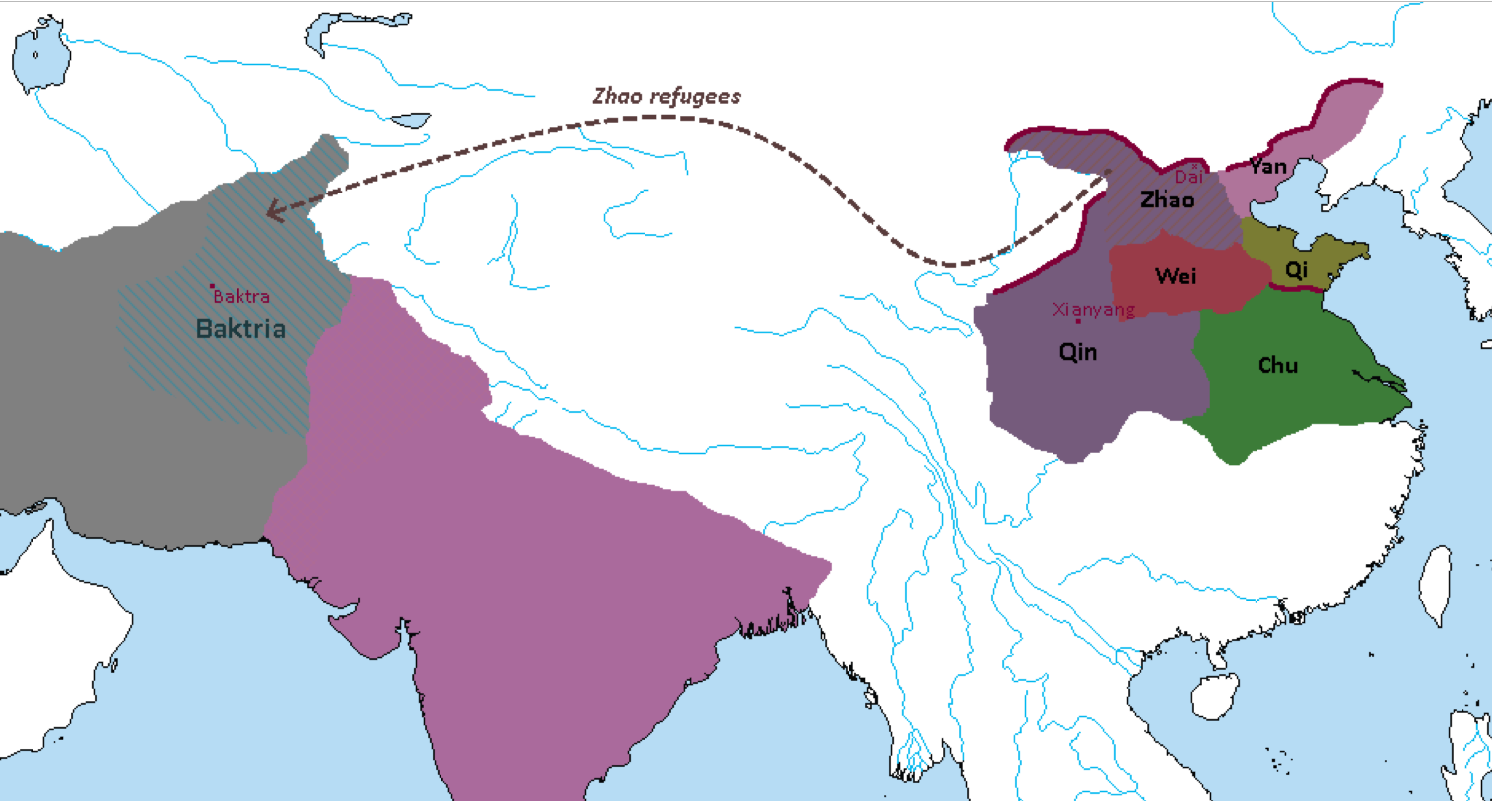 Zhao refugees
Yan
Dai
Zhao
Qi
Wei
Baktra
Xianyang
Baktria
Qin
Chu